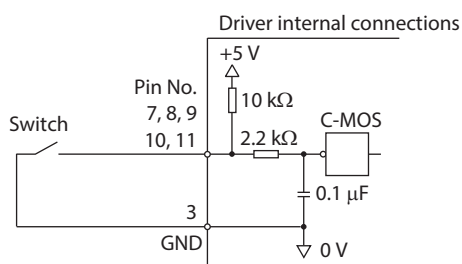 Driver internal connections
+5 V
Pin No.
7, 8, 9
10, 11
10 kΩ
C-MOS
Switch
2.2 kΩ
0.1 μF
3
GND
0 V